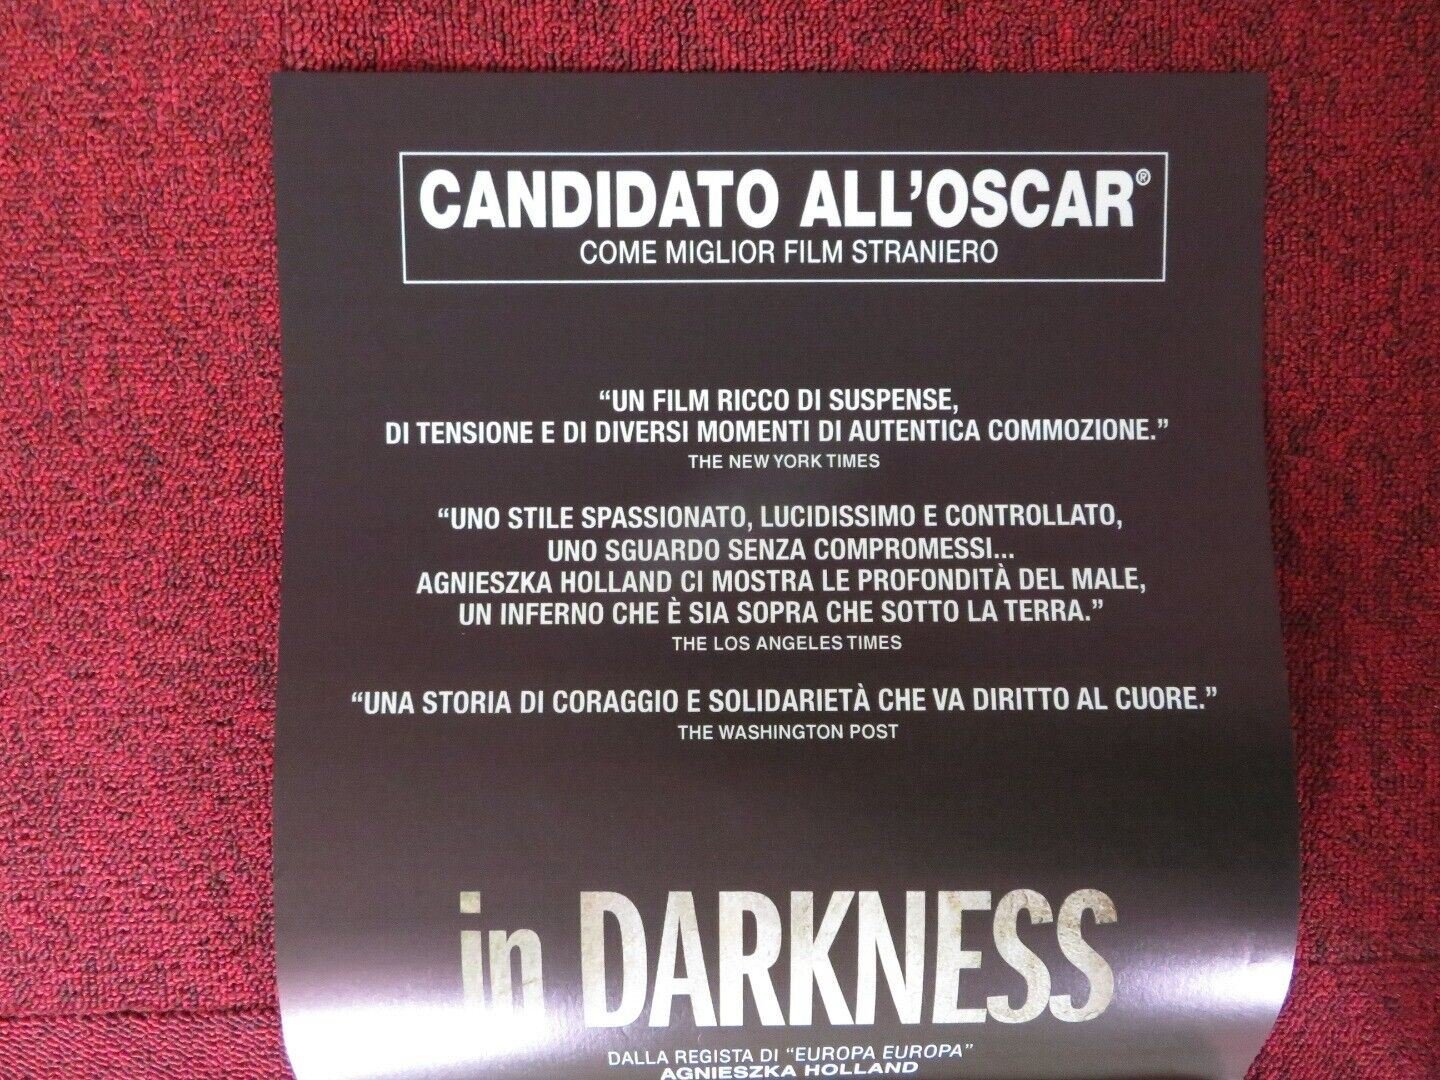 CANDIDATO ALL'OSCAR®
COME MIGLIOR FILM STRANIERO
“UN FILM RICCO DI SUSPENSE,
DI TENSIONE E DI DIVERSI MOMENTI DI AUTENTICA COMMOZIONE.”
THE NEW YORK TIMES
“UNO STILE SPASSIONATO, LUCIDISSIMO E CONTROLLATO,
UNO SGUARDO SENZA COMPROMESSI...
AGNIESZKA HOLLAND CI MOSTRA LE PROFONDITÀ DEL MALE,
UN INFERNO CHE È SIA SOPRA CHE SOTTO LA TERRA.”
THE LOS ANGELES TIMES
“UNA STORIA DI CORAGGIO E SOLIDARIETÀ CHE VA DIRITTO AL CUORE.”
THE WASHINGTON POST
in DARKNESS
DALLA REGISTA DI “EUROPA EUROPA”
AGNIESZKA HOLLAND